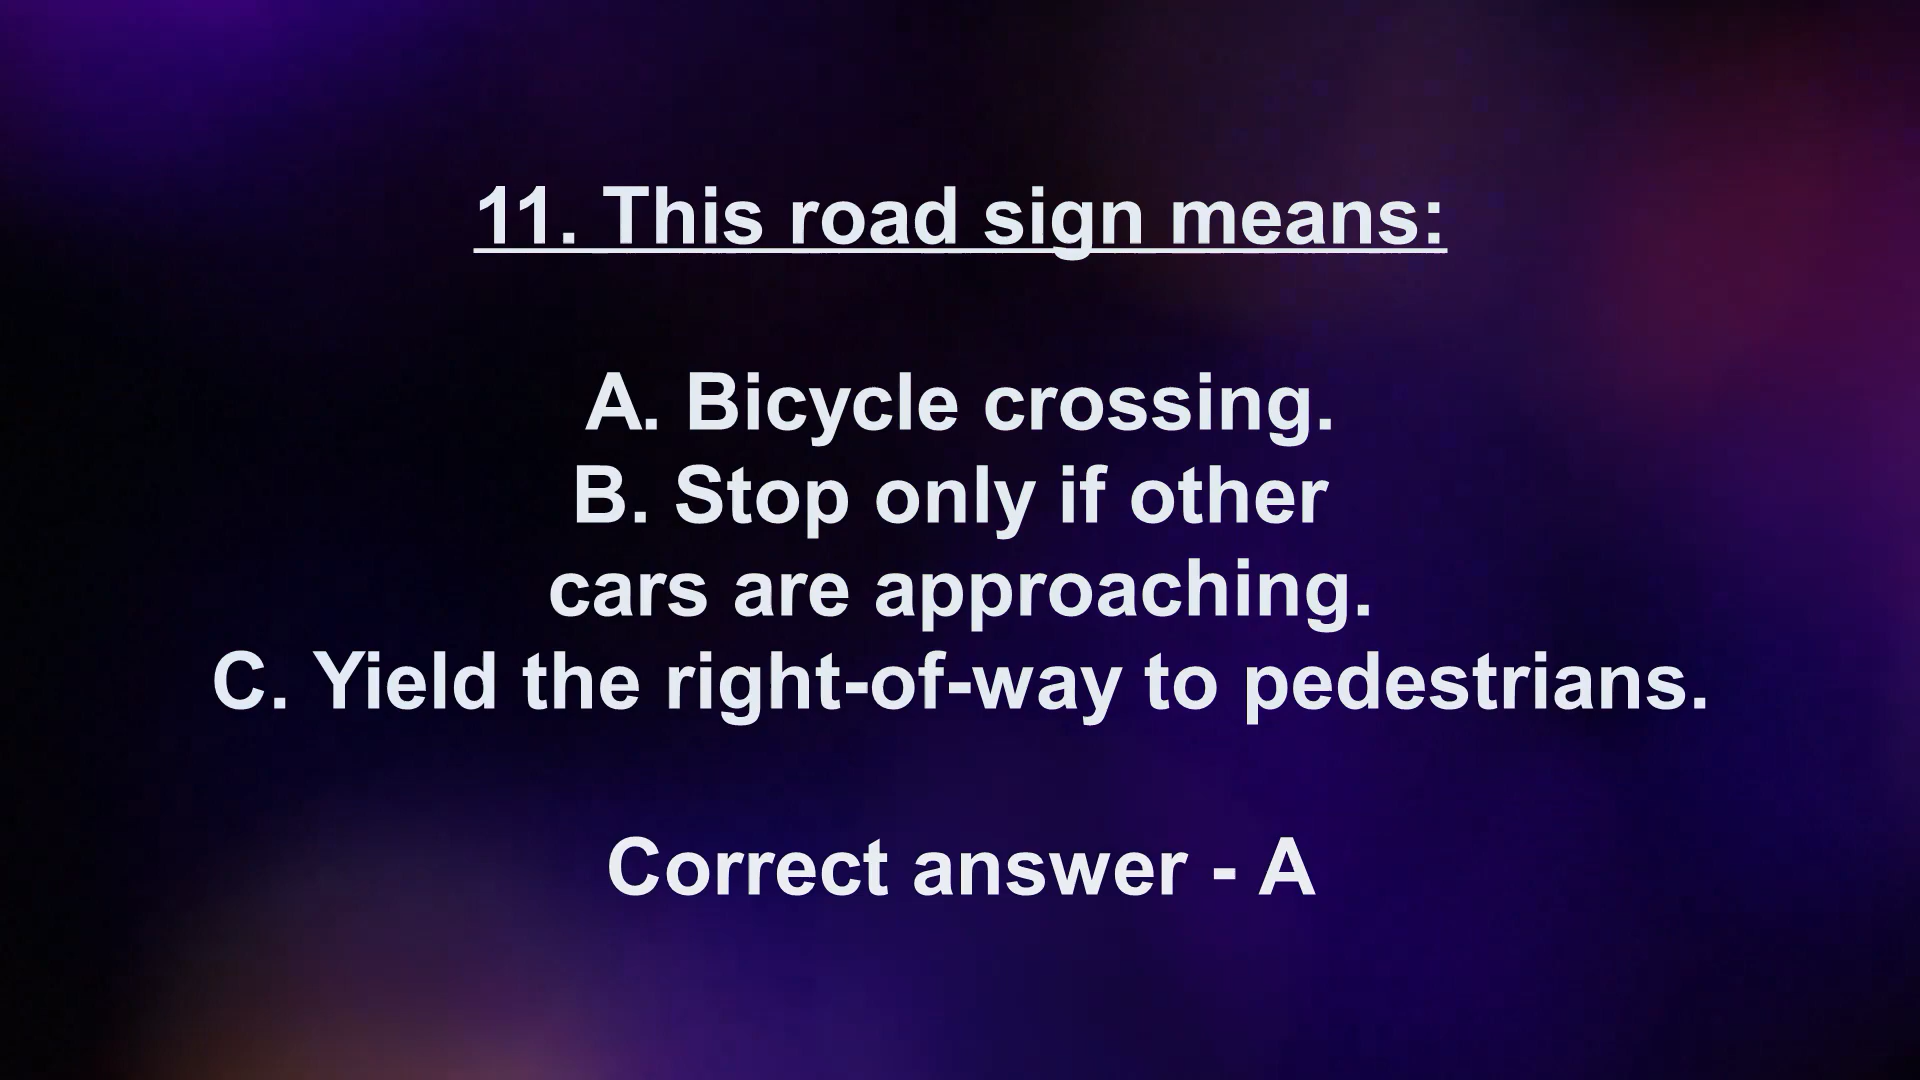 11. This road sign means:
A. Bicycle crossing.
B. Stop only if other
cars are approaching.
C. Yield the right-of-way to pedestrians.
Correct answer - A